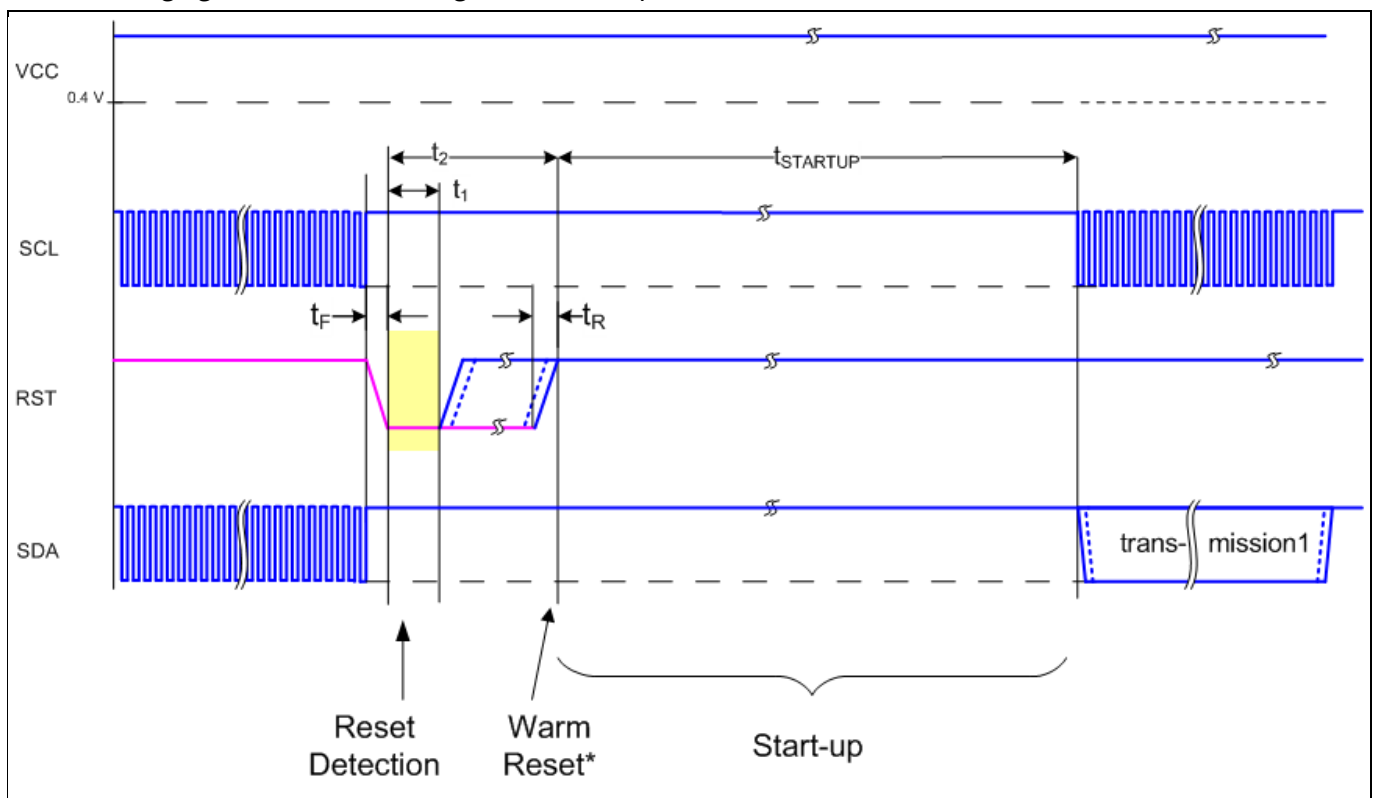 VCC
0.4 V
t2
tSTARTUP
t1
SCL
tF
tR
RST
SDA
trans- mission1
Reset
Detection
Warm
Reset*
Start-up